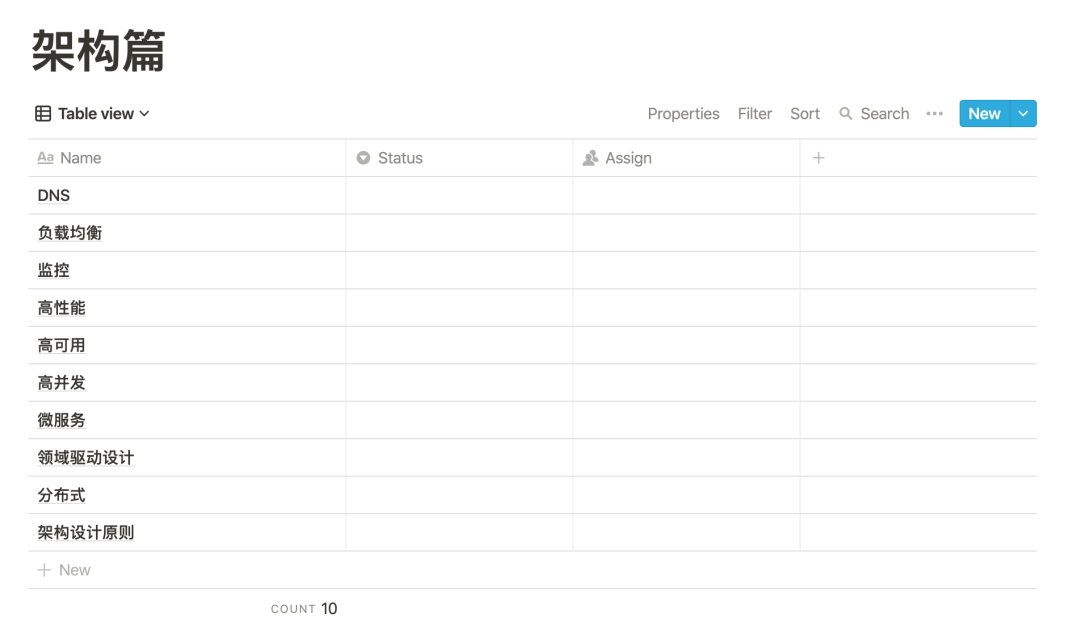 架构篇
Table view
Properties Filter Sort Search ••• New
Aa Name Status Assign +
DNS
负载均衡
监控
高性能
高可用
高并发
微服务
领域驱动设计
分布式
架构设计原则
+ New
COUNT 10